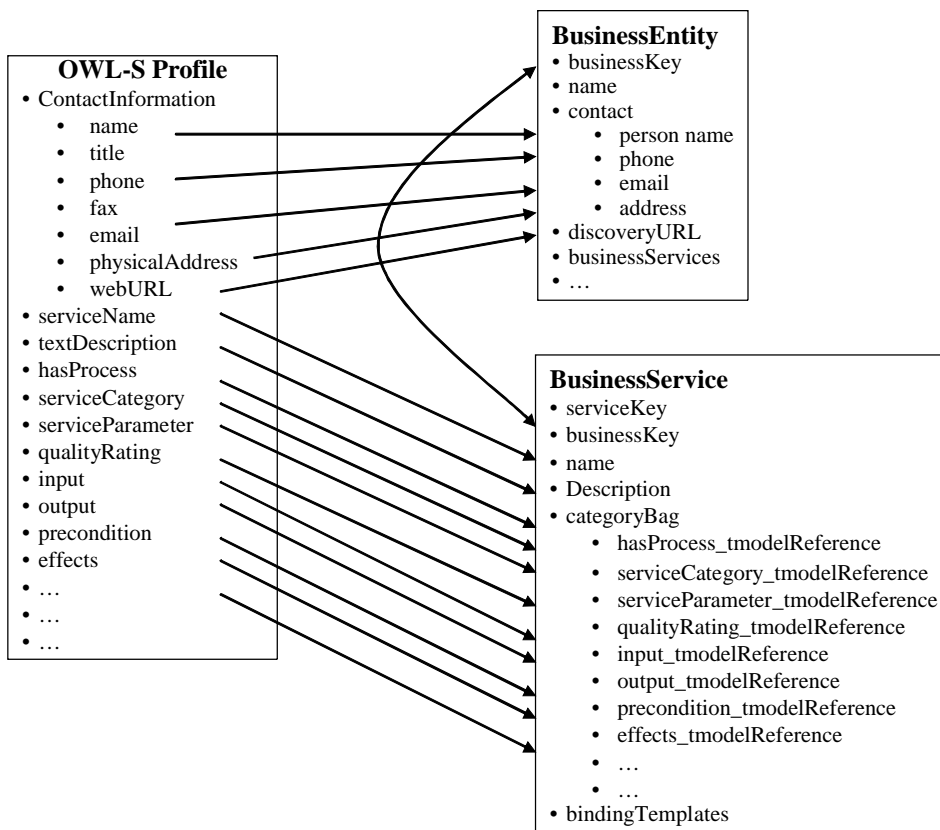 OWL-S Profile
• ContactInformation
• name
• title
• phone
• fax
• email
• physicalAddress
• webURL
• serviceName
• textDescription
• hasProcess
• serviceCategory
• serviceParameter
• qualityRating
• input
• output
• precondition
• effects
• …
• …
• …
BusinessEntity
• businessKey
• name
• contact
• person name
• phone
• email
• address
• discoveryURL
• businessServices
• …
BusinessService
• serviceKey
• businessKey
• name
• Description
• categoryBag
• hasProcess_tmodelReference
• serviceCategory_tmodelReference
• serviceParameter_tmodelReference
• qualityRating_tmodelReference
• input_tmodelReference
• output_tmodelReference
• precondition_tmodelReference
• effects_tmodelReference
• …
• …
• bindingTemplates